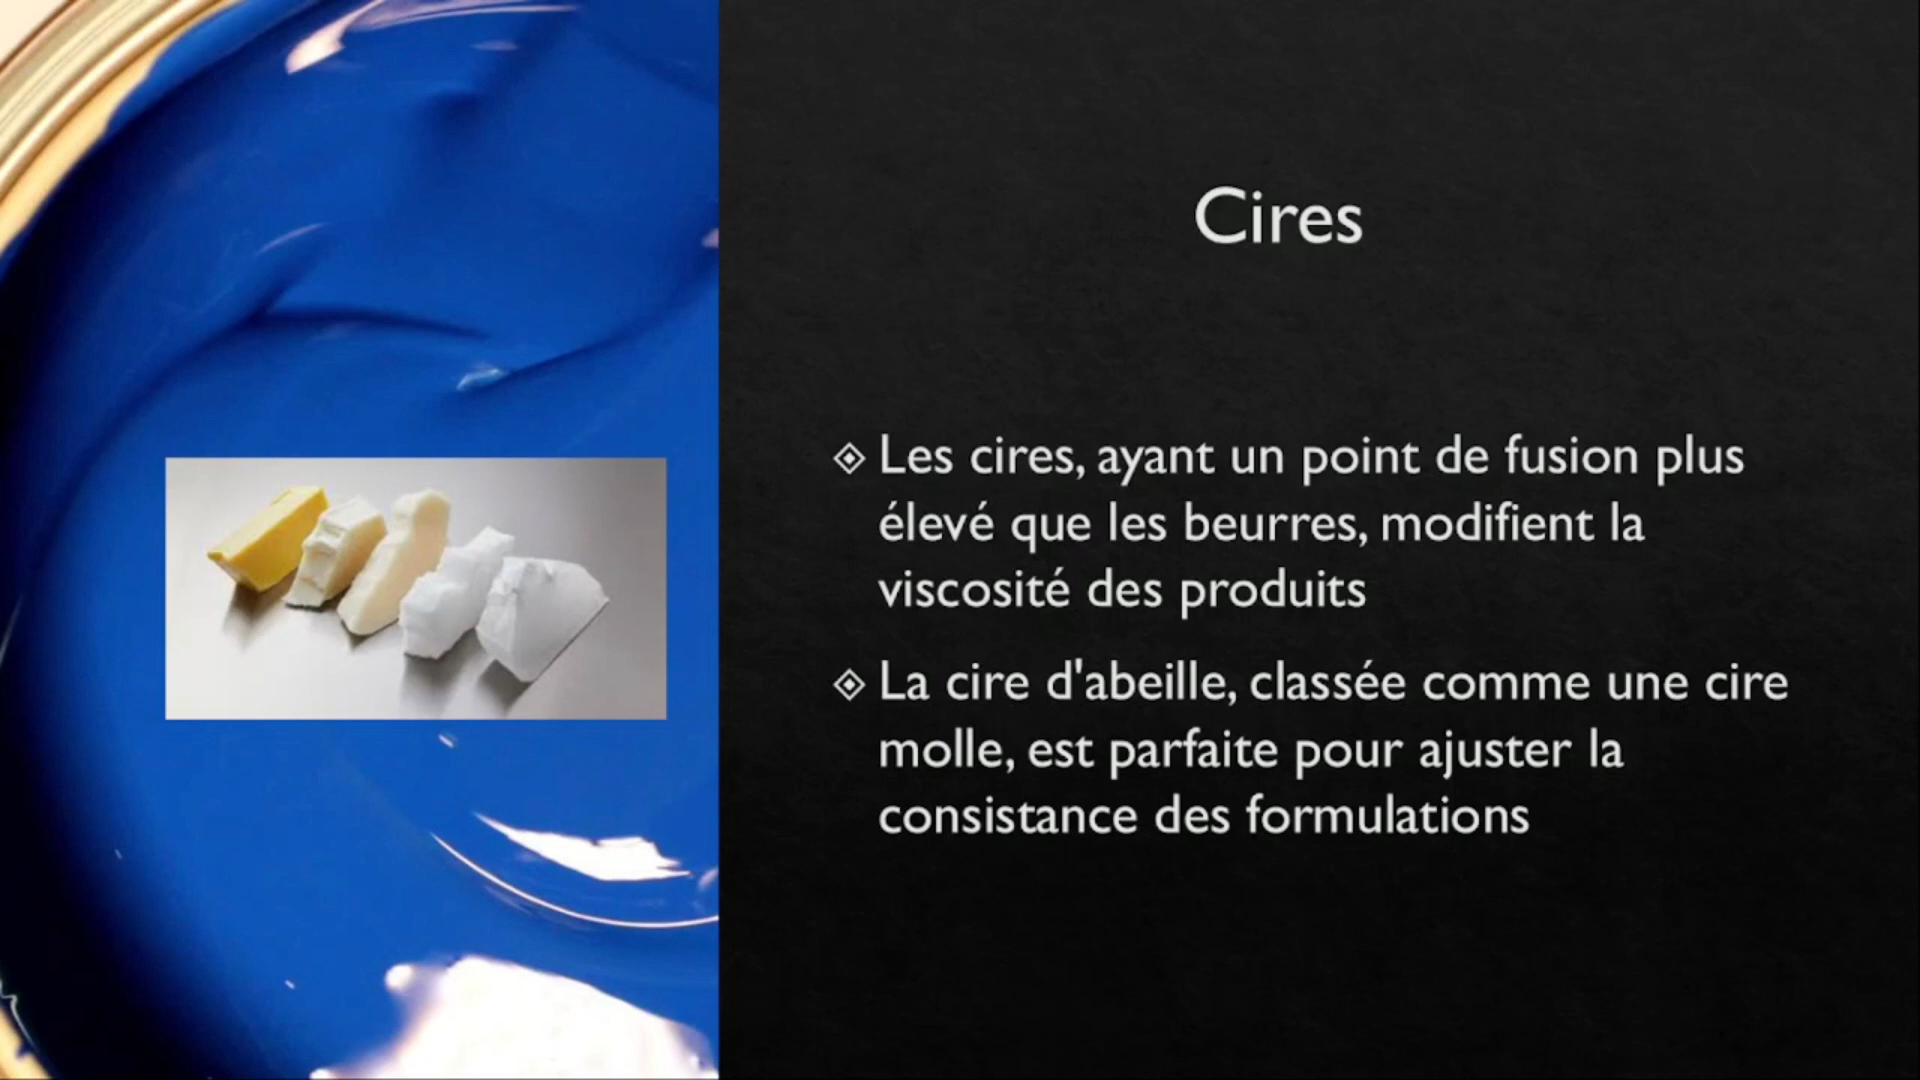 Cires
Les cires, ayant un point de fusion plus
élevé que les beurres, modifient la
viscosité des produits
La cire d'abeille, classée comme une cire
molle, est parfaite pour ajuster la
consistance des formulations